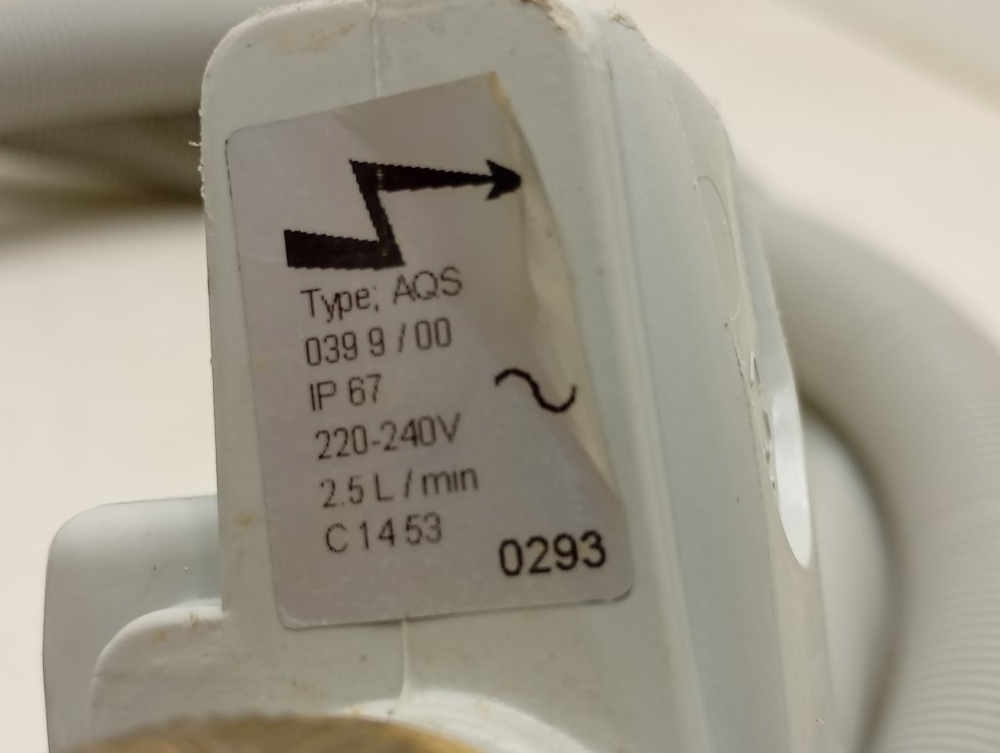 Type; AQS
039 9 / 00
IP 67
220-240V
~
2.5 L / min
C 14 53
0293